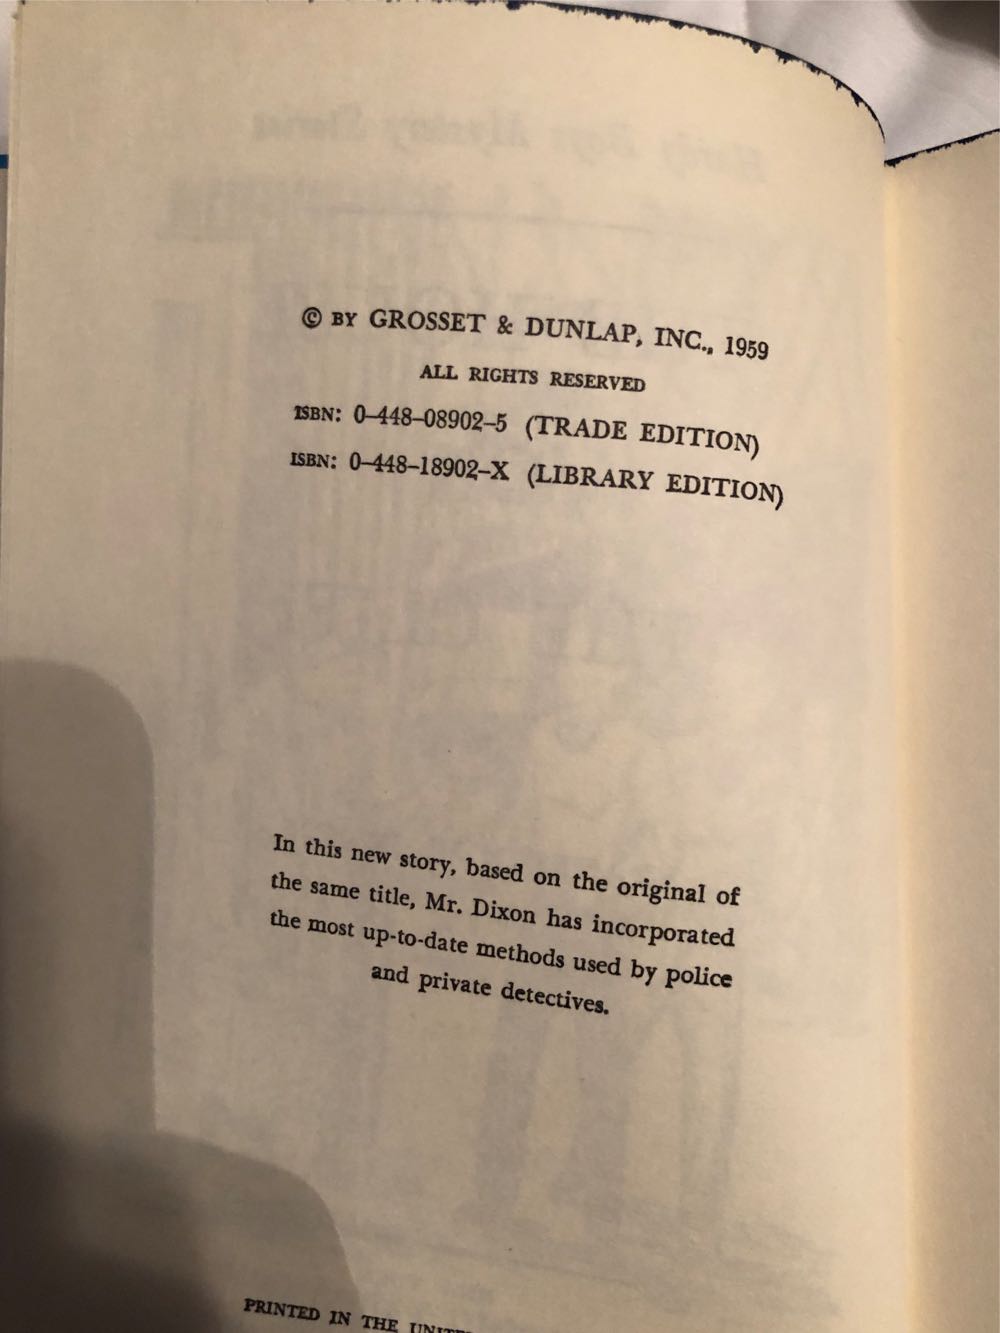 © BY GROSSET & DUNLAP, INC., 1959
ALL RIGHTS RESERVED
ISBN: 0-448-08902-5 (TRADE EDITION)
ISBN: 0-448-18902-X (LIBRARY EDITION)
In this new story, based on the original of
the same title, Mr. Dixon has incorporated
the most up-to-date methods used by police
and private detectives.
PRINTED IN THE